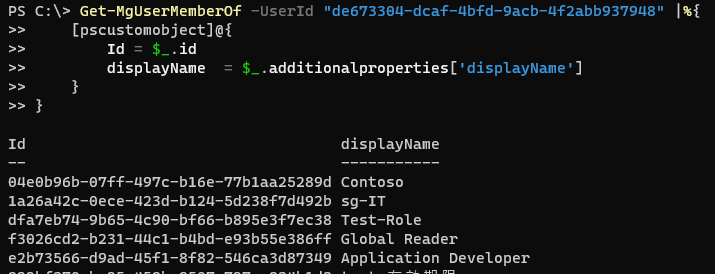 PS C:\> Get-MgUserMemberOf -UserId "de673304-dcaf-4bfd-9acb-4f2abb937948" |%{
>>     [pscustomobject]@{
>>         Id = $_.id
>>         displayName  = $_.additionalproperties['displayName']
>>     }
>> }
Id                                   displayName
--                                   -----------
04e0b96b-07ff-497c-b16e-77b1aa25289d Contoso
1a26a42c-0ece-423d-b124-5d238f7d492b sg-IT
dfa7eb74-9b65-4c90-bf66-b895e3f7ec38 Test-Role
f3026cd2-b231-44c1-b4bd-e93b55e386ff Global Reader
e2b73566-d9ad-45f1-8f82-546ca3d87349 Application Developer